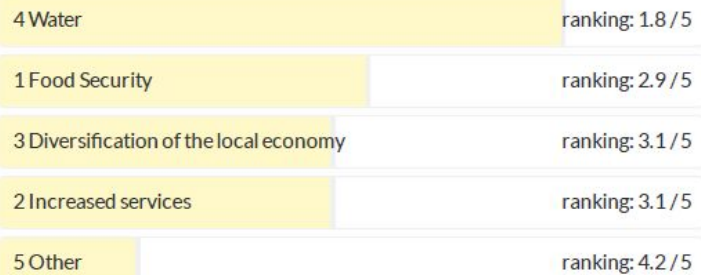 4 Water ranking: 1.8 / 5
1 Food Security ranking: 2.9 / 5
3 Diversification of the local economy ranking: 3.1 / 5
2 Increased services ranking: 3.1 / 5
5 Other ranking: 4.2 / 5